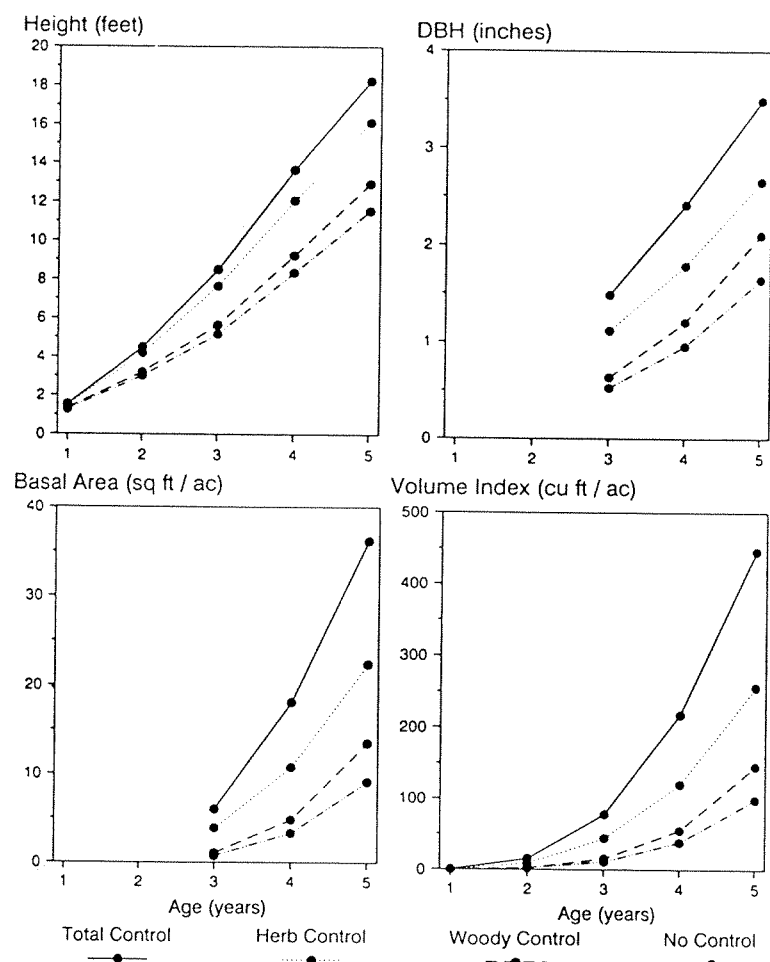 Height (feet)
20
18
16
14
12
10
8
6
4
2
0
1 2 3 4 5
DBH (inches)
4
3
2
1
0
1 2 3 4 5
Basal Area (sq ft / ac)
40
30
20
10
0
1 2 3 4 5
Age (years)
Volume Index (cu ft / ac)
500
400
300
200
100
0
1 2 3 4 5
Age (years)
Total Control Herb Control Woody Control No Control